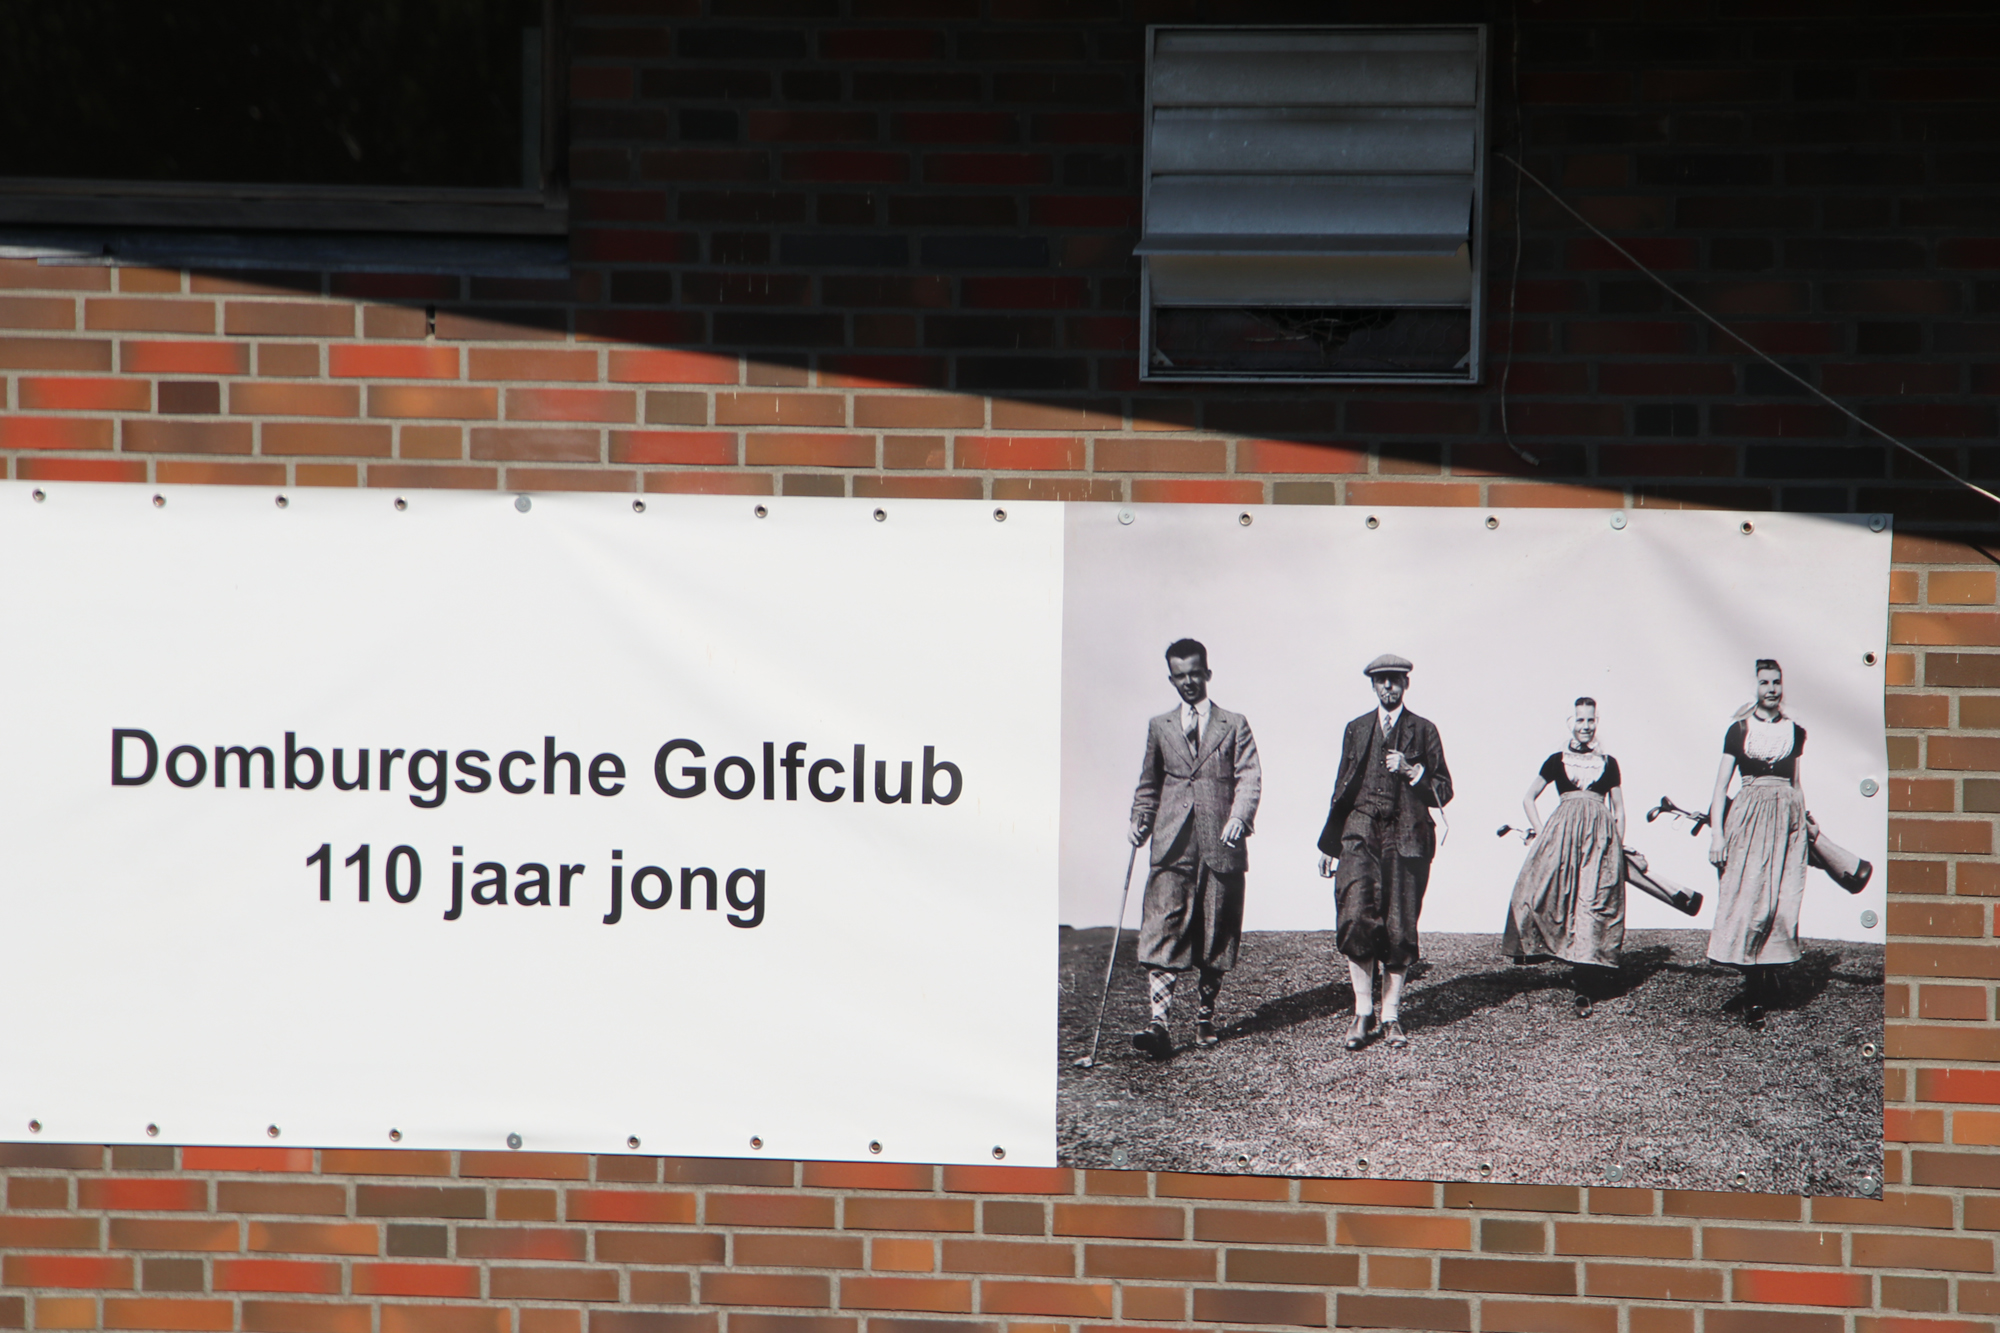 Domburgsche Golfclub
110 jaar jong